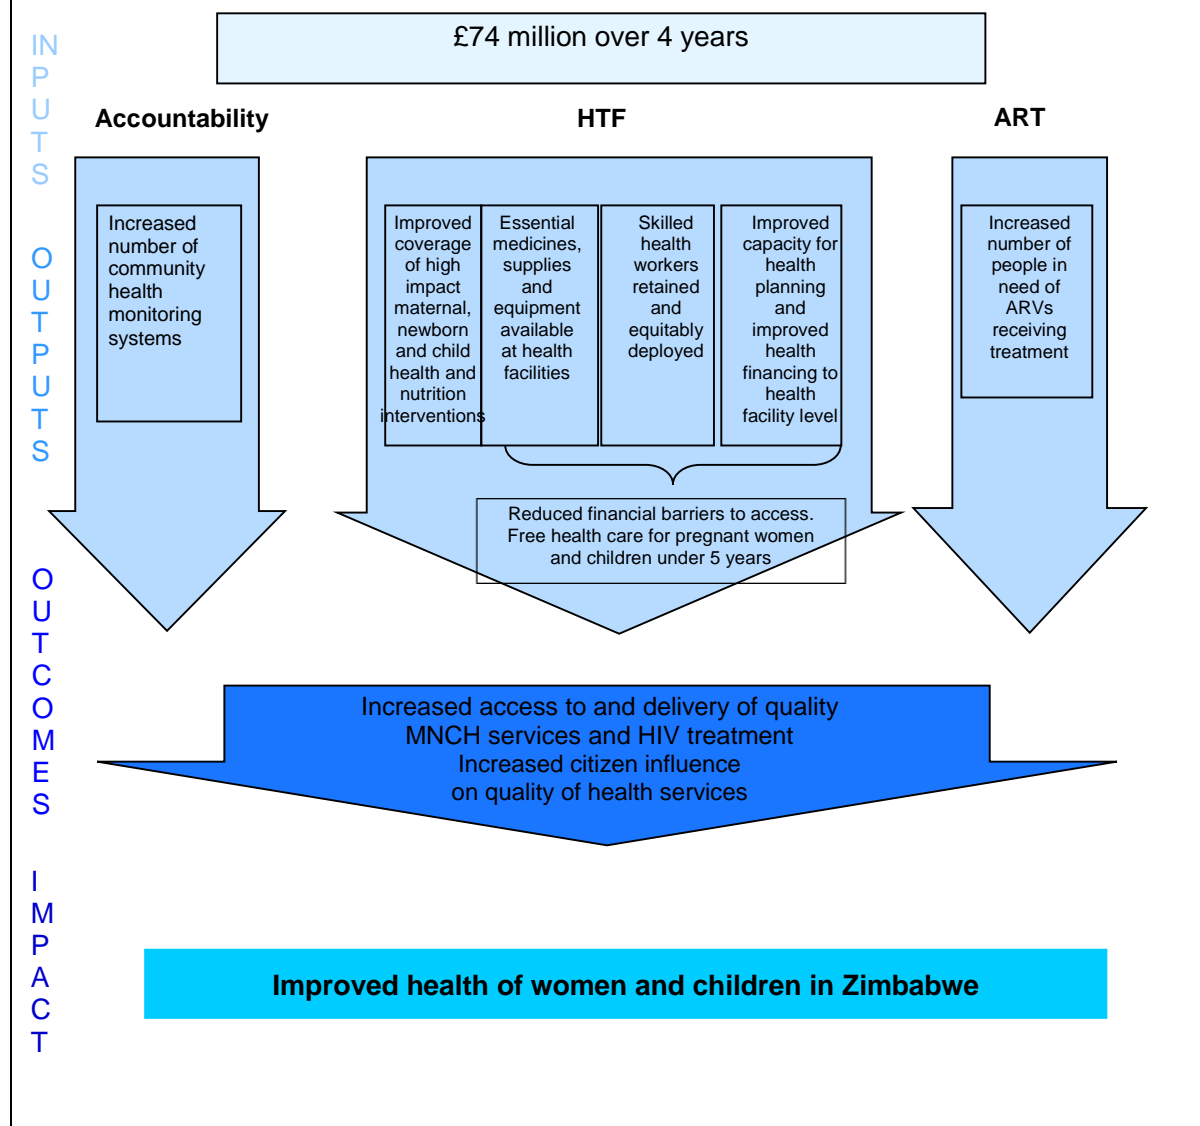 £74 million over 4 years
IN
P
U
T
S
Accountability
HTF
ART
O
U
T
P
U
T
S
Increased
number of
community
health
monitoring
systems
Improved
coverage
of high
impact
maternal,
newborn
and child
health and
nutrition
interventions
Essential
medicines,
supplies
and
equipment
available
at health
facilities
Skilled
health
workers
retained
and
equitably
deployed
Improved
capacity for
health
planning
and
improved
health
financing to
health
facility level
Increased
number of
people in
need of
ARVs
receiving
treatment
Reduced financial barriers to access.
Free health care for pregnant women
and children under 5 years
O
U
T
C
O
M
E
S
Increased access to and delivery of quality
MNCH services and HIV treatment
Increased citizen influence
on quality of health services
I
M
P
A
C
T
Improved health of women and children in Zimbabwe